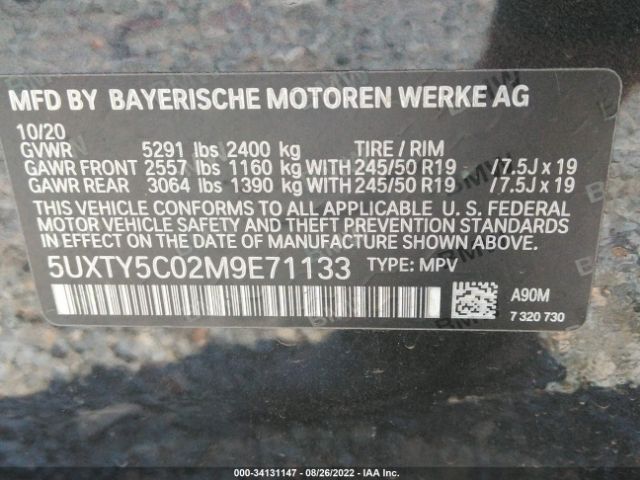 MFD BY BAYERISCHE MOTOREN WERKE AG
10/20
GVWR 5291 lbs 2400 kg TIRE / RIM
GAWR FRONT 2557 lbs 1160 kg WITH 245/50 R19 /7.5J x 19
GAWR REAR 3064 lbs 1390 kg WITH 245/50 R19 /7.5J x 19
THIS VEHICLE CONFORMS TO ALL APPLICABLE U. S. FEDERAL
MOTOR VEHICLE SAFETY AND THEFT PREVENTION STANDARDS
IN EFFECT ON THE DATE OF MANUFACTURE SHOWN ABOVE.
5UXTY5C02M9E71133 TYPE: MPV
A90M
7 320 730
000-34131147 - 08/26/2022 - IAA Inc.